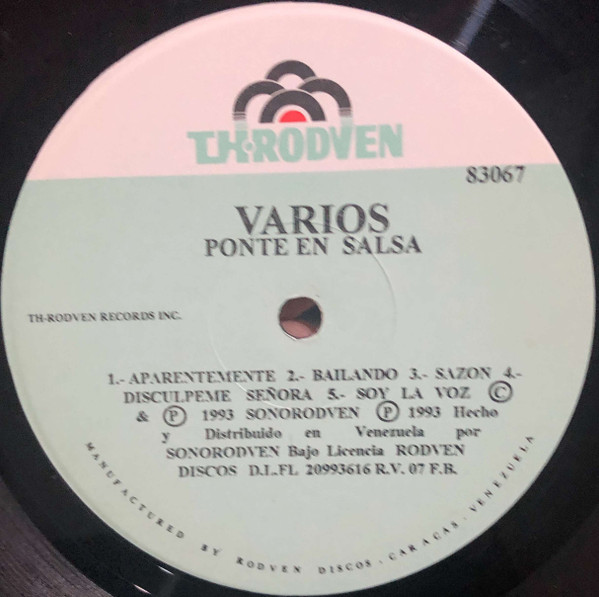 TH·RODVEN
83067
VARIOS
PONTE EN SALSA
TH-RODVEN RECORDS INC.
1.- APARENTEMENTE 2.- BAILANDO 3.- SAZON 4.-
DISCULPEME SEÑORA 5.- SOY LA VOZ ©
& ℗ 1993 SONORODVEN ℗ 1993 Hecho
y Distribuido en Venezuela por
SONORODVEN Bajo Licencia RODVEN
DISCOS D.L.FL 20993616 R.V. 07 F.B.
MANUFACTURED BY RODVEN DISCOS - CARACAS - VENEZUELA